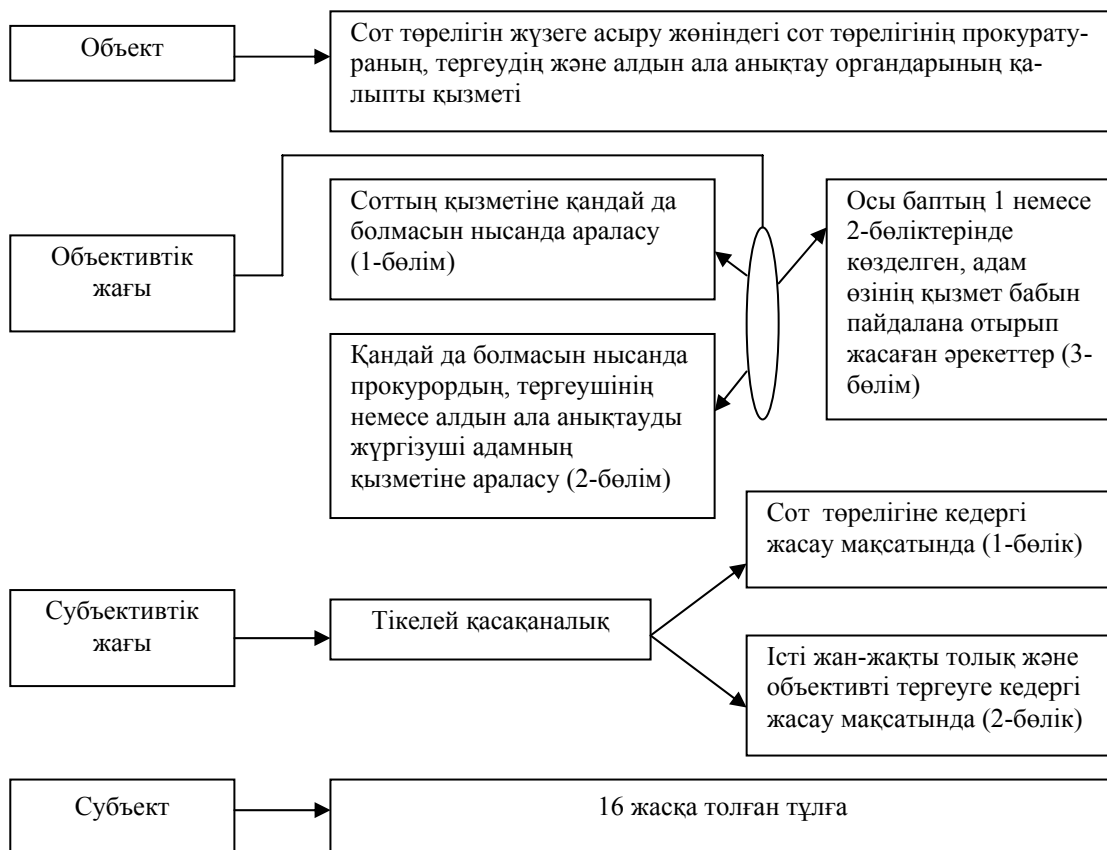 Объект
Сот төрелігін жүзеге асыру жөніндегі сот төрелігінің прокурату-
раның, тергеудің және алдын ала анықтау органдарының қа-
лыпты қызметі
Объективтік
жағы
Соттың қызметіне қандай да
болмасын нысанда араласу
(1-бөлім)
Осы баптың 1 немесе
2-бөліктерінде
көзделген, адам
өзінің қызмет бабын
пайдалана отырып
жасаған әрекеттер (3-
бөлім)
Қандай да болмасын нысанда
прокурордың, тергеушінің
немесе алдын ала анықтауды
жүргізуші адамның
қызметіне араласу (2-бөлім)
Субъективтік
жағы
Тікелей қасақаналық
Сот төрелігіне кедергі
жасау мақсатында (1-бөлік)
Істі жан-жақты толық және
объективті тергеуге кедергі
жасау мақсатында (2-бөлік)
Субъект
16 жасқа толған тұлға